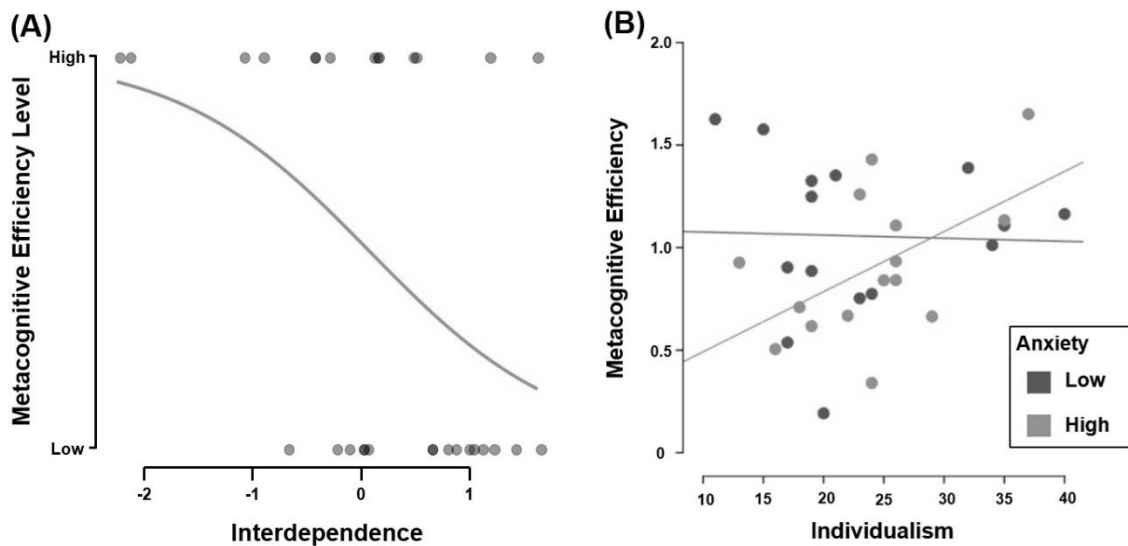 (A)
High
Low
Metacognitive Efficiency Level
-2 -1 0 1
Interdependence
(B)
2.0
1.5
1.0
0.5
0
Metacognitive Efficiency
10 15 20 25 30 35 40
Individualism
Anxiety
Low
High